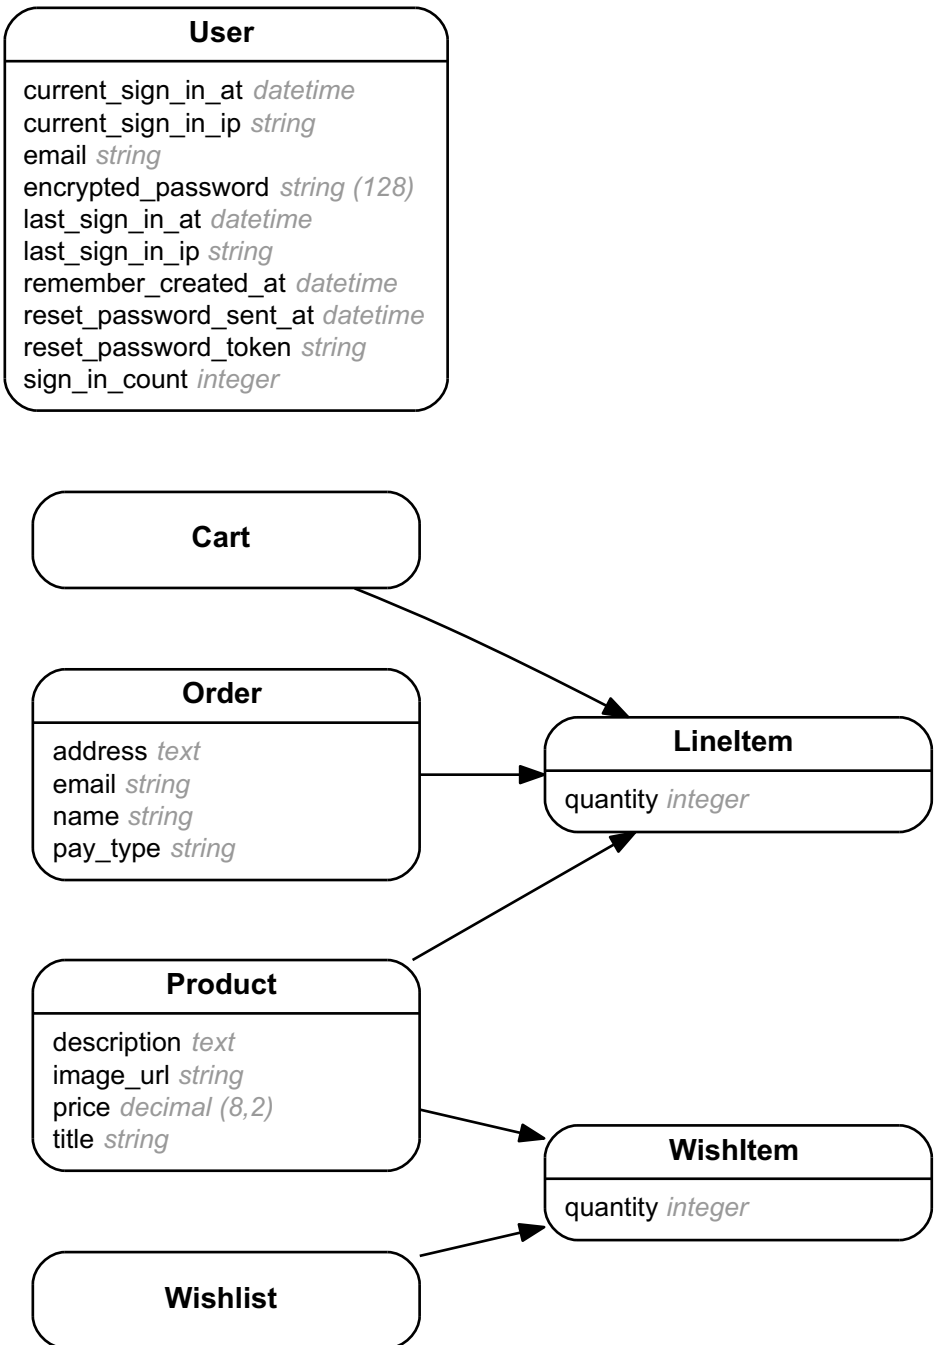 User
current_sign_in_at datetime
current_sign_in_ip string
email string
encrypted_password string (128)
last_sign_in_at datetime
last_sign_in_ip string
remember_created_at datetime
reset_password_sent_at datetime
reset_password_token string
sign_in_count integer
Cart
Order
address text
email string
name string
pay_type string
LineItem
quantity integer
Product
description text
image_url string
price decimal (8,2)
title string
WishItem
quantity integer
Wishlist